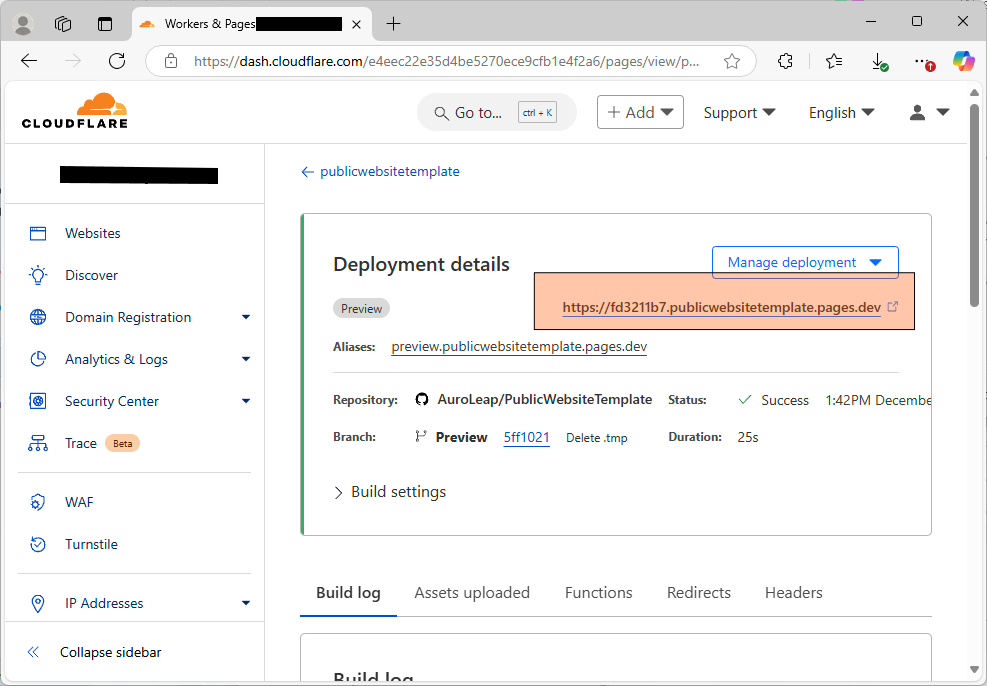 Workers & Pages
https://dash.cloudflare.com/e4eec22e35d4be5270ece9cfb1e4f2a6/pages/view/p...
CLOUDFLARE
Go to... ctrl + K
Add
Support
English
publicwebsitetemplate
Websites
Discover
Domain Registration
Analytics & Logs
Security Center
Trace Beta
WAF
Turnstile
IP Addresses
Collapse sidebar
Deployment details
Manage deployment
Preview
https://fd3211b7.publicwebsitetemplate.pages.dev
Aliases: preview.publicwebsitetemplate.pages.dev
Repository: AuroLeap/PublicWebsiteTemplate Status: Success 1:42PM Decembe
Branch: Preview 5ff1021 Delete .tmp Duration: 25s
Build settings
Build log Assets uploaded Functions Redirects Headers
Build log